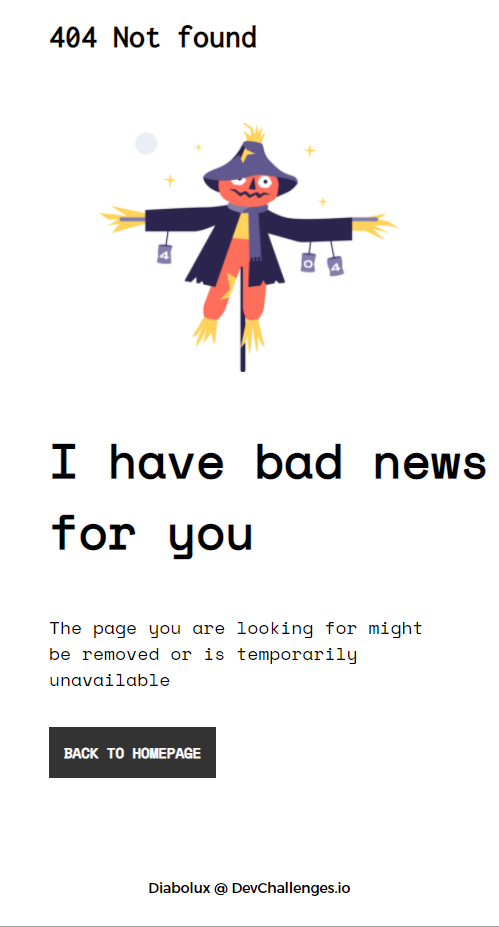 404 Not found
4
0
4
I have bad news
for you
The page you are looking for might
be removed or is temporarily
unavailable
BACK TO HOMEPAGE
Diabolux @ DevChallenges.io